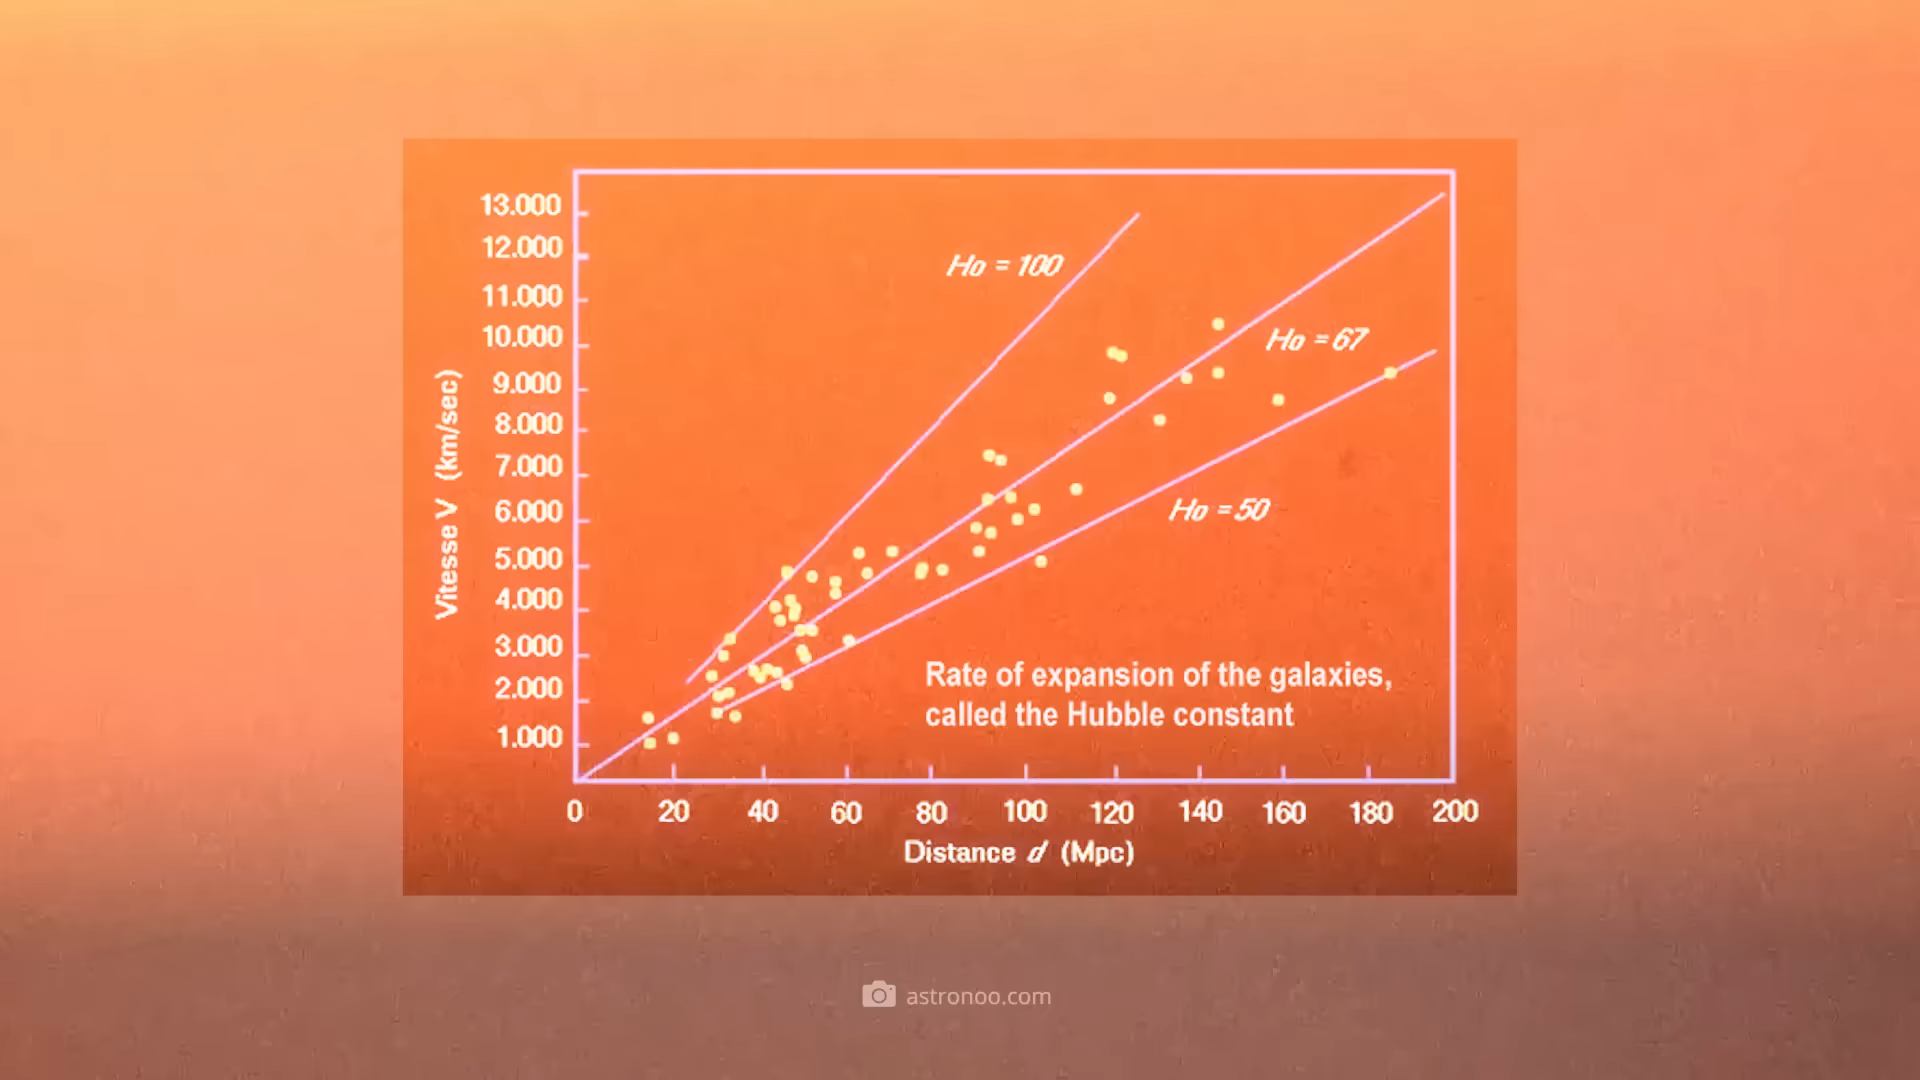 13.000
12.000
11.000
10.000
9.000
8.000
7.000
6.000
5.000
4.000
3.000
2.000
1.000
Vitesse V (km/sec)
Ho = 100
Ho = 67
Ho = 50
Rate of expansion of the galaxies,
called the Hubble constant
0 20 40 60 80 100 120 140 160 180 200
Distance d (Mpc)
astronoo.com